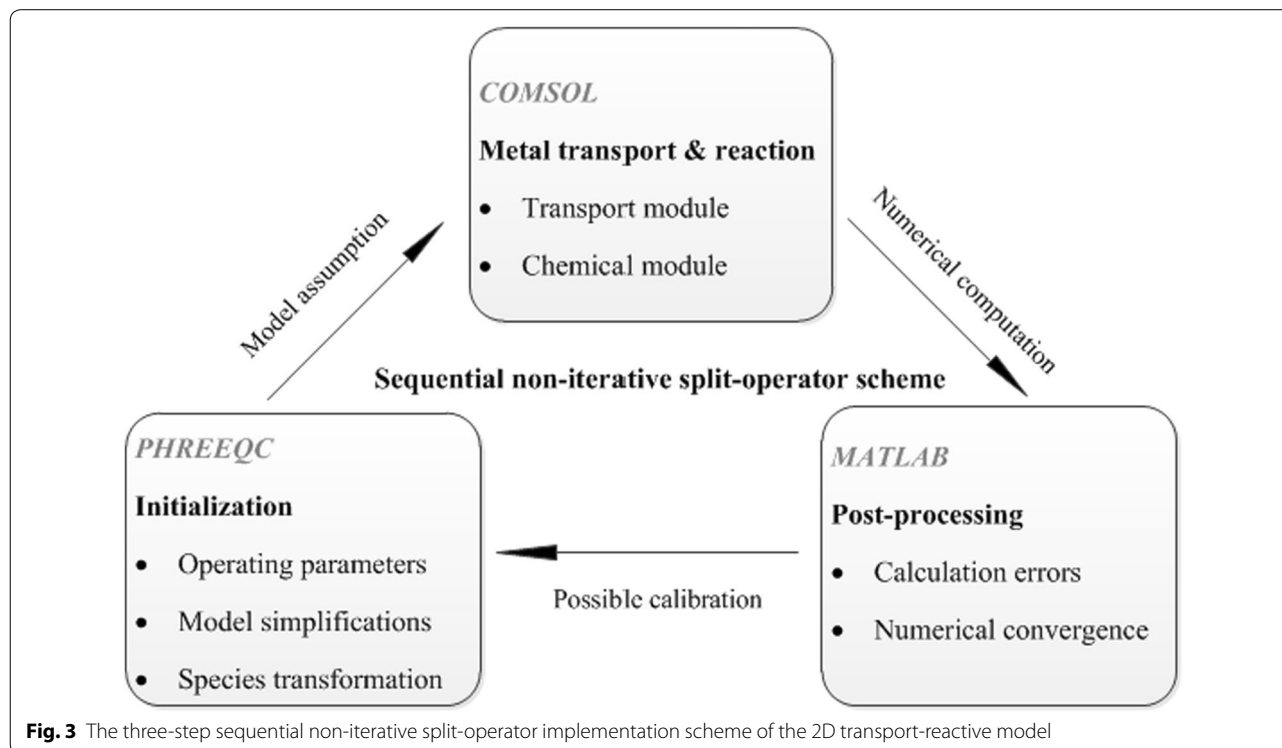 COMSOL
Metal transport & reaction
• Transport module
• Chemical module
Model assumption
Numerical computation
Sequential non-iterative split-operator scheme
PHREEQC
Initialization
• Operating parameters
• Model simplifications
• Species transformation
MATLAB
Post-processing
• Calculation errors
• Numerical convergence
Possible calibration
Fig. 3 The three-step sequential non-iterative split-operator implementation scheme of the 2D transport-reactive model